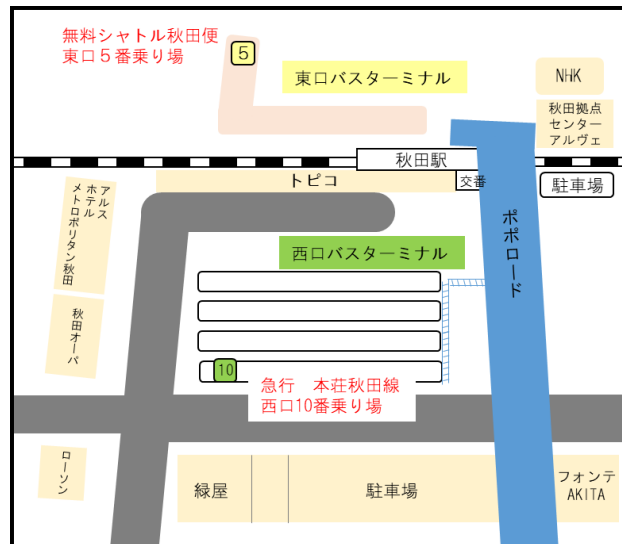 無料シャトル秋田便
東口５番乗り場
5
東口バスターミナル
NHK
秋田拠点
センター
アルヴェ
秋田駅
トピコ
交番
駐車場
アルス
ホテル
メトロポリタン秋田
ポポロード
西口バスターミナル
秋田オーパ
10
急行　本荘秋田線
西口10番乗り場
ローソン
緑屋
駐車場
フォンテ
AKITA